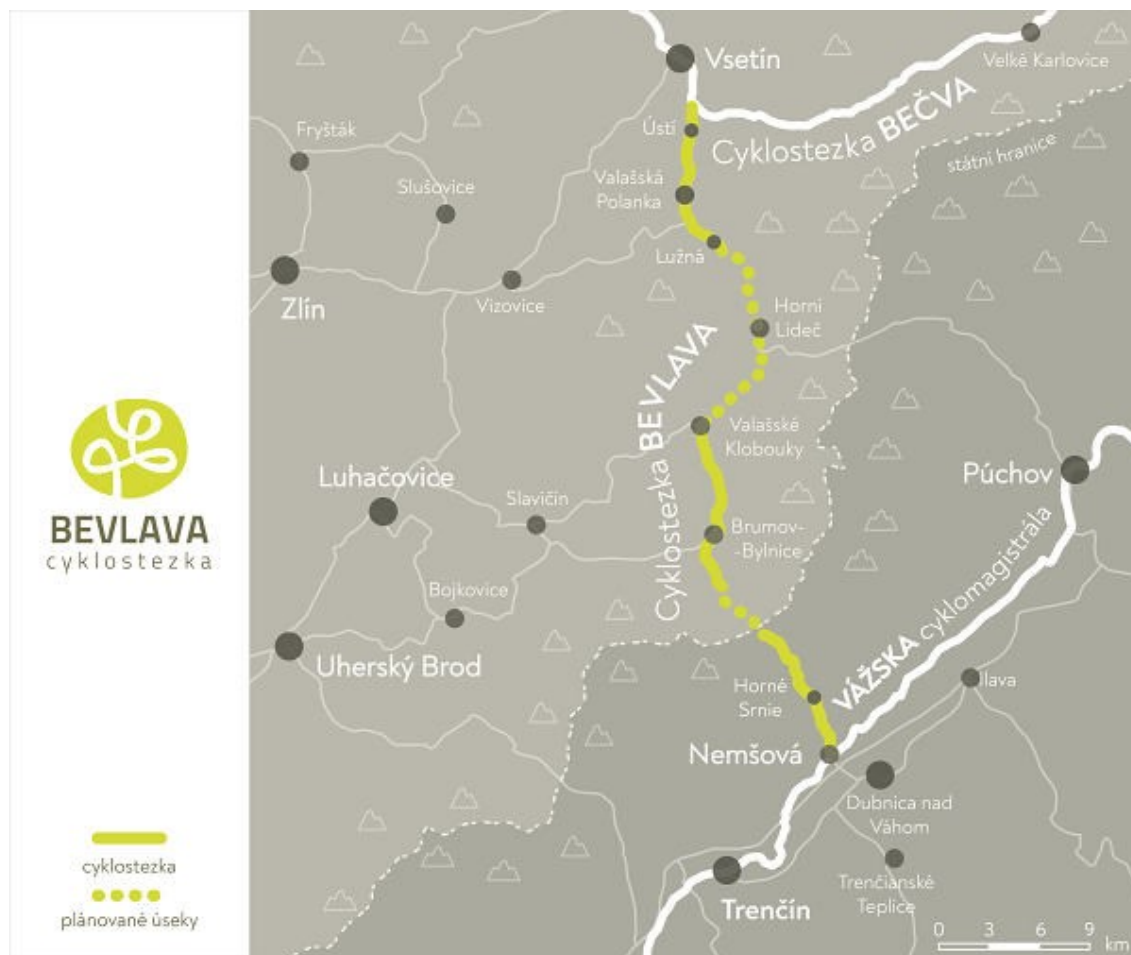 BEVLAVA
cyklostezka
cyklostezka
plánované úseky
Vsetín
Velké Karlovice
Cyklostezka BEČVA
státní hranice
Ústí
Fryšták
Slušovice
Valašská
Polanka
Lužná
Zlín
Vizovice
Horní
Lideč
Cyklostezka BEVLAVA
Valašské
Klobouky
Púchov
Luhačovice
Slavičín
Brumov-
-Bylnice
Bojkovice
VÁŽSKA cyklomagistrála
Uherský Brod
Horné
Srnie
Ilava
Nemšová
Dubnica nad
Váhom
Trenčín
Trenčianské
Teplice
0 3 6 9
km